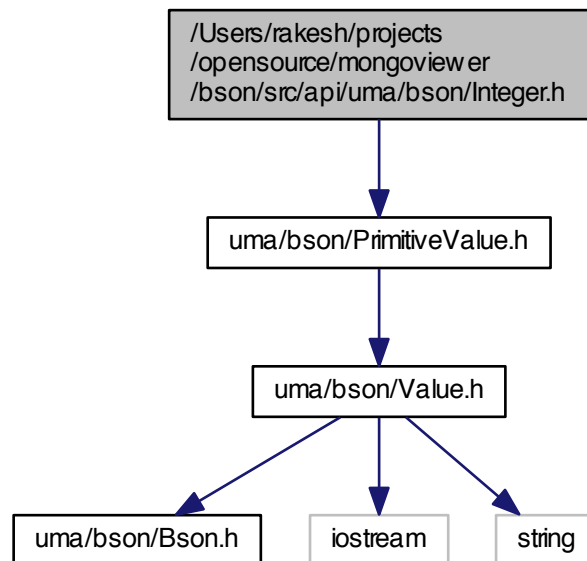 /Users/rakesh/projects
/opensource/mongoviewer
/bson/src/api/uma/bson/Integer.h
uma/bson/PrimitiveValue.h
uma/bson/Value.h
uma/bson/Bson.h
iostream
string